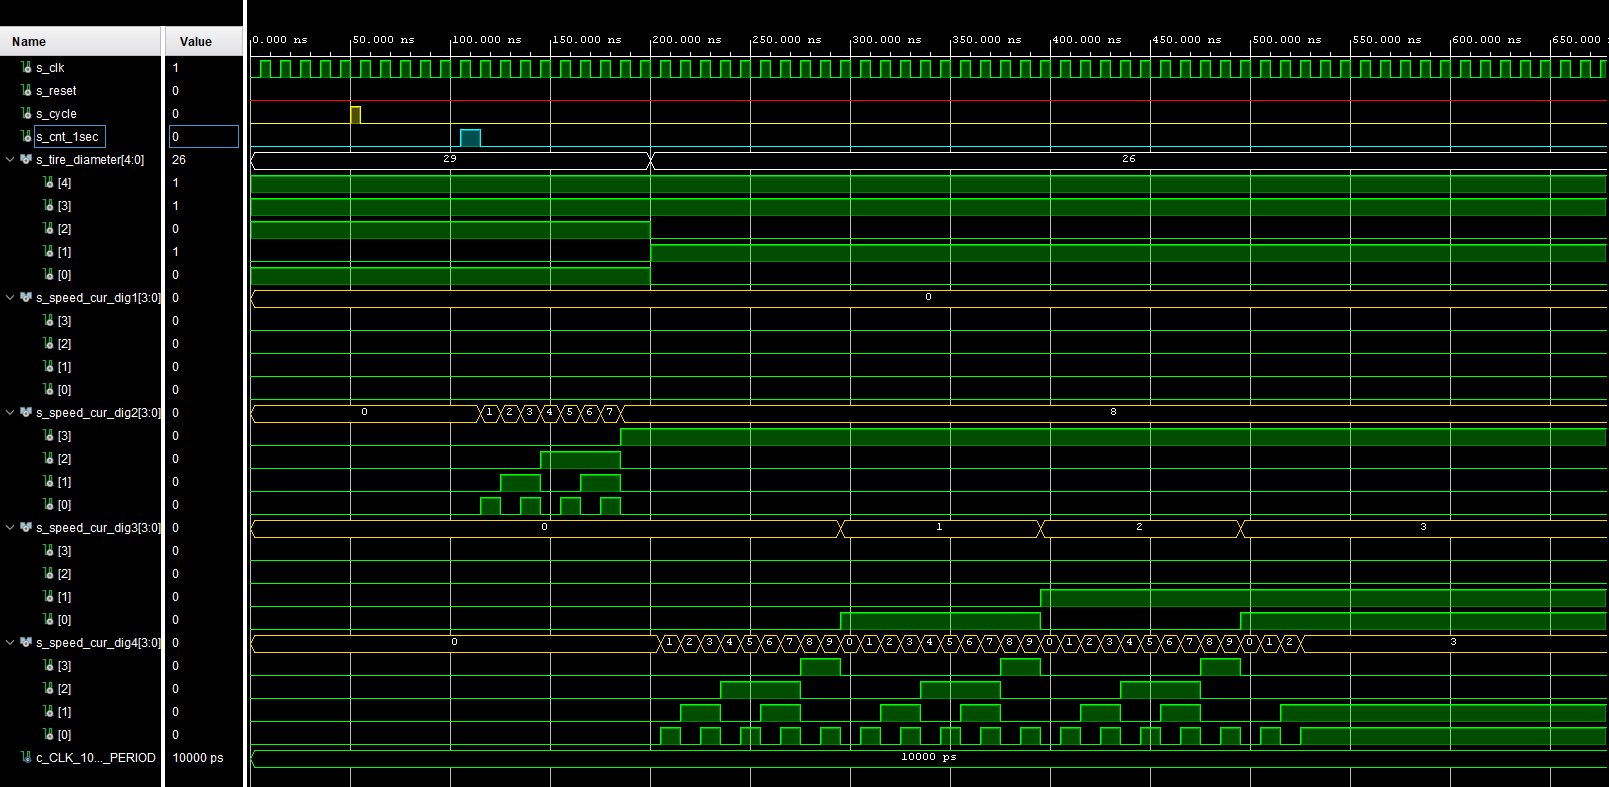 Name Value
0.000 ns 50.000 ns 100.000 ns 150.000 ns 200.000 ns 250.000 ns 300.000 ns 350.000 ns 400.000 ns 450.000 ns 500.000 ns 550.000 ns 600.000 ns 650.000
s_clk 1
s_reset 0
s_cycle 0
s_cnt_1sec 0
s_tire_diameter[4:0] 26 29 26
[4] 1
[3] 1
[2] 0
[1] 1
[0] 0
s_speed_cur_dig1[3:0] 0 0
[3] 0
[2] 0
[1] 0
[0] 0
s_speed_cur_dig2[3:0] 0 0 1 2 3 4 5 6 7 8
[3] 0
[2] 0
[1] 0
[0] 0
s_speed_cur_dig3[3:0] 0 0 1 2 3
[3] 0
[2] 0
[1] 0
[0] 0
s_speed_cur_dig4[3:0] 0 0 1 2 3 4 5 6 7 8 9 0 1 2 3 4 5 6 7 8 9 0 1 2 3 4 5 6 7 8 9 0 1 2 3
[3] 0
[2] 0
[1] 0
[0] 0
c_CLK_10..._PERIOD 10000 ps 10000 ps